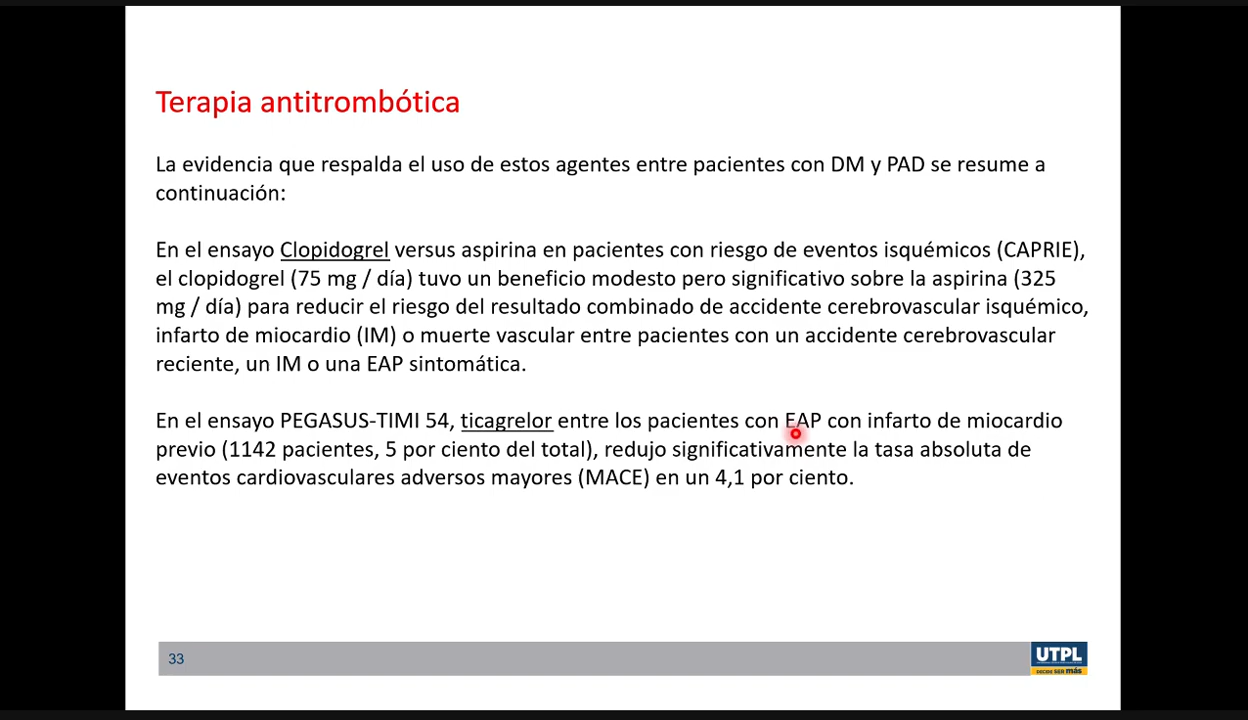 Terapia antitrombótica
La evidencia que respalda el uso de estos agentes entre pacientes con DM y PAD se resume a
continuación:
En el ensayo Clopidogrel versus aspirina en pacientes con riesgo de eventos isquémicos (CAPRIE),
el clopidogrel (75 mg / día) tuvo un beneficio modesto pero significativo sobre la aspirina (325
mg / día) para reducir el riesgo del resultado combinado de accidente cerebrovascular isquémico,
infarto de miocardio (IM) o muerte vascular entre pacientes con un accidente cerebrovascular
reciente, un IM o una EAP sintomática.
En el ensayo PEGASUS-TIMI 54, ticagrelor entre los pacientes con EAP con infarto de miocardio
previo (1142 pacientes, 5 por ciento del total), redujo significativamente la tasa absoluta de
eventos cardiovasculares adversos mayores (MACE) en un 4,1 por ciento.
33
UTPL
DECIDE SER MÁS